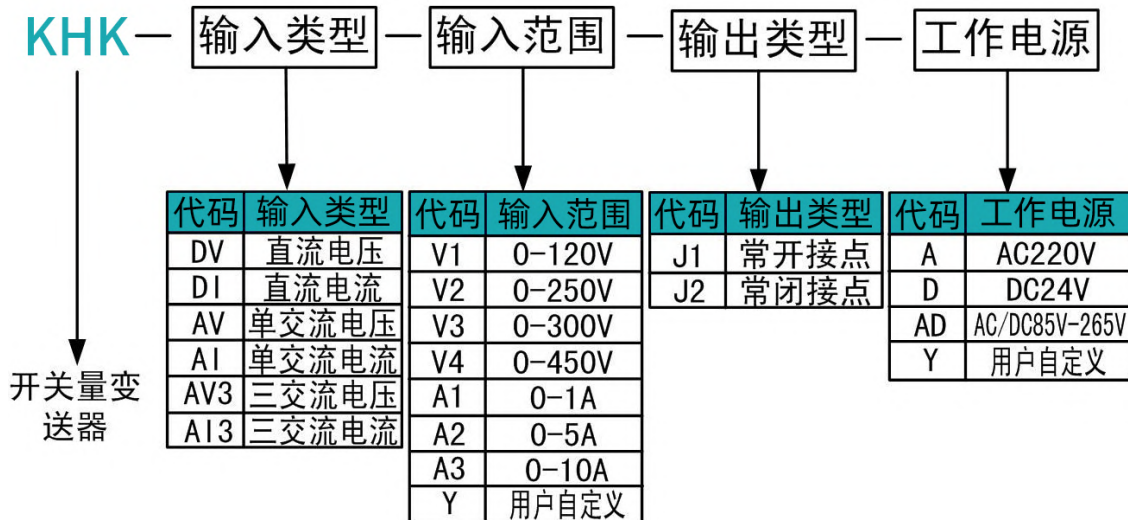 KHK — 输入类型 — 输入范围 — 输出类型 — 工作电源
开关量变
送器
代码 输入类型
DV 直流电压
DI 直流电流
AV 单交流电压
AI 单交流电流
AV3 三交流电压
AI3 三交流电流
代码 输入范围
V1 0-120V
V2 0-250V
V3 0-300V
V4 0-450V
A1 0-1A
A2 0-5A
A3 0-10A
Y 用户自定义
代码 输出类型
J1 常开接点
J2 常闭接点
代码 工作电源
A AC220V
D DC24V
AD AC/DC85V-265V
Y 用户自定义